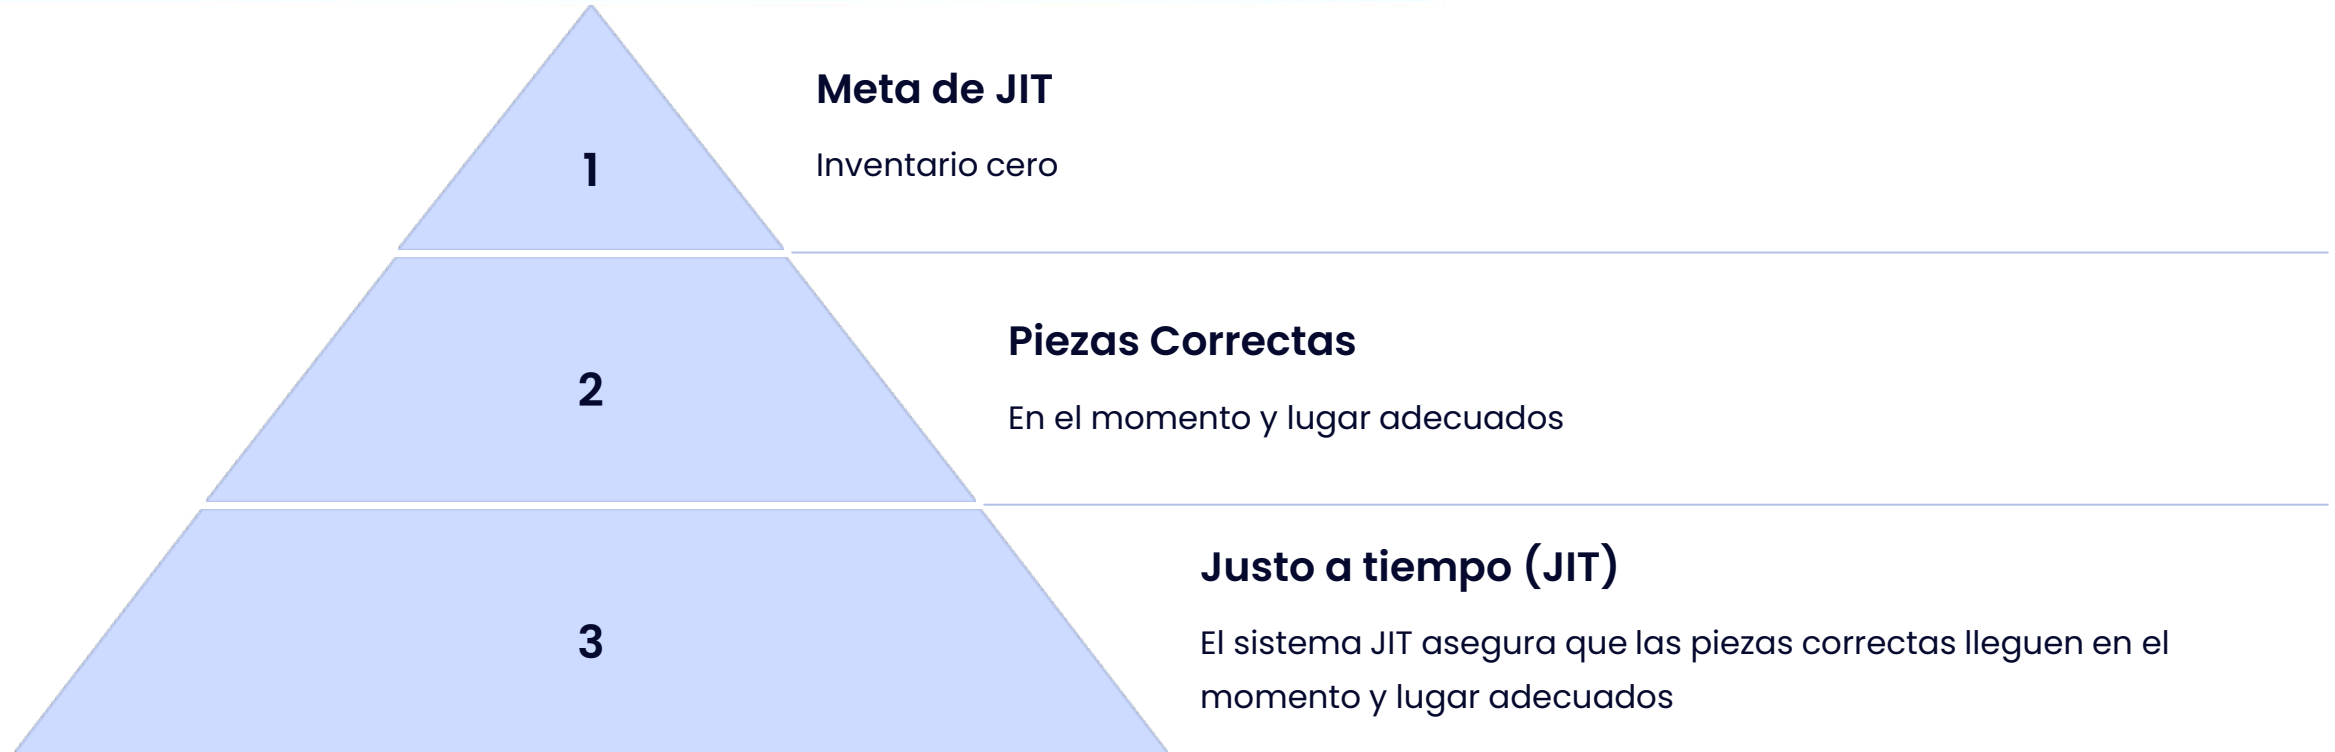 1
Meta de JIT
Inventario cero
2
Piezas Correctas
En el momento y lugar adecuados
3
Justo a tiempo (JIT)
El sistema JIT asegura que las piezas correctas lleguen en el
momento y lugar adecuados